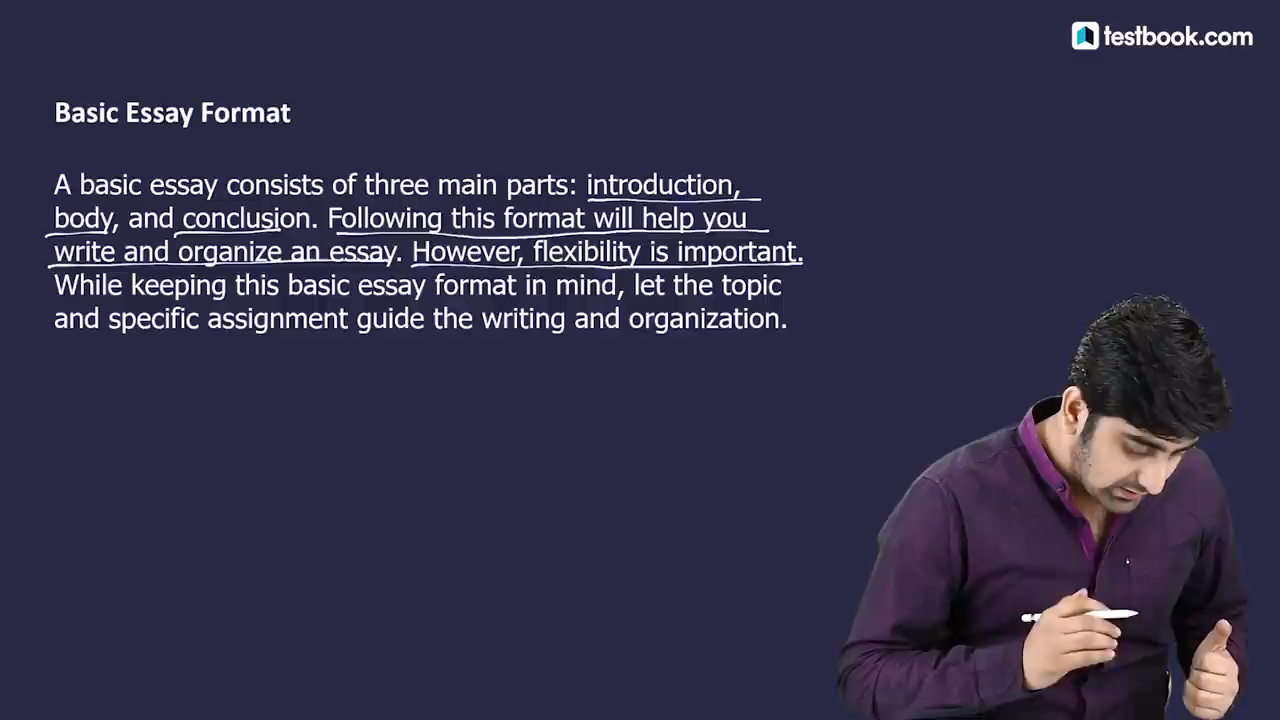 testbook.com
Basic Essay Format
A basic essay consists of three main parts: introduction,
body, and conclusion. Following this format will help you
write and organize an essay. However, flexibility is important.
While keeping this basic essay format in mind, let the topic
and specific assignment guide the writing and organization.